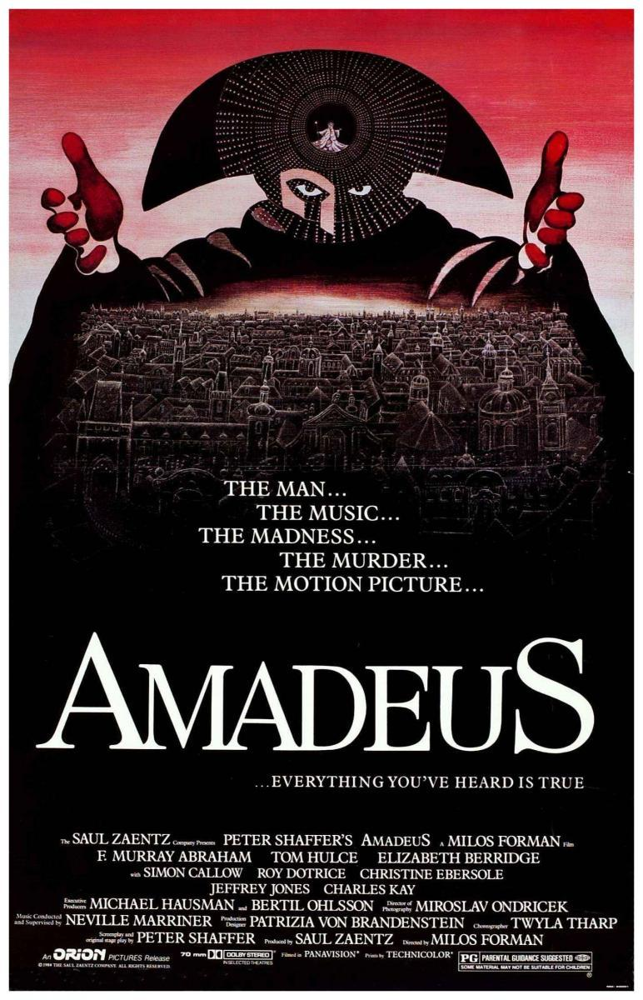 THE MAN...
THE MUSIC...
THE MADNESS...
THE MURDER...
THE MOTION PICTURE...
AMADEUS
...EVERYTHING YOU'VE HEARD IS TRUE
The SAUL ZAENTZ Company Presents PETER SHAFFER'S AMADEUS A MILOS FORMAN Film
F. MURRAY ABRAHAM TOM HULCE ELIZABETH BERRIDGE
with SIMON CALLOW ROY DOTRICE CHRISTINE EBERSOLE
JEFFREY JONES CHARLES KAY
Executive Producers MICHAEL HAUSMAN and BERTIL OHLSSON Director of Photography MIROSLAV ONDRICEK
Music Conducted and Supervised by NEVILLE MARRINER Production Designer PATRIZIA VON BRANDENSTEIN Choreographer TWYLA THARP
Screenplay and original stage play by PETER SHAFFER Produced by SAUL ZAENTZ Directed by MILOS FORMAN
An ORION PICTURES Release 70 mm DOLBY STEREO IN SELECTED THEATRES Filmed in PANAVISION® Prints by TECHNICOLOR®
©1984 THE SAUL ZAENTZ COMPANY. ALL RIGHTS RESERVED.
PG PARENTAL GUIDANCE SUGGESTED
SOME MATERIAL MAY NOT BE SUITABLE FOR CHILDREN
®